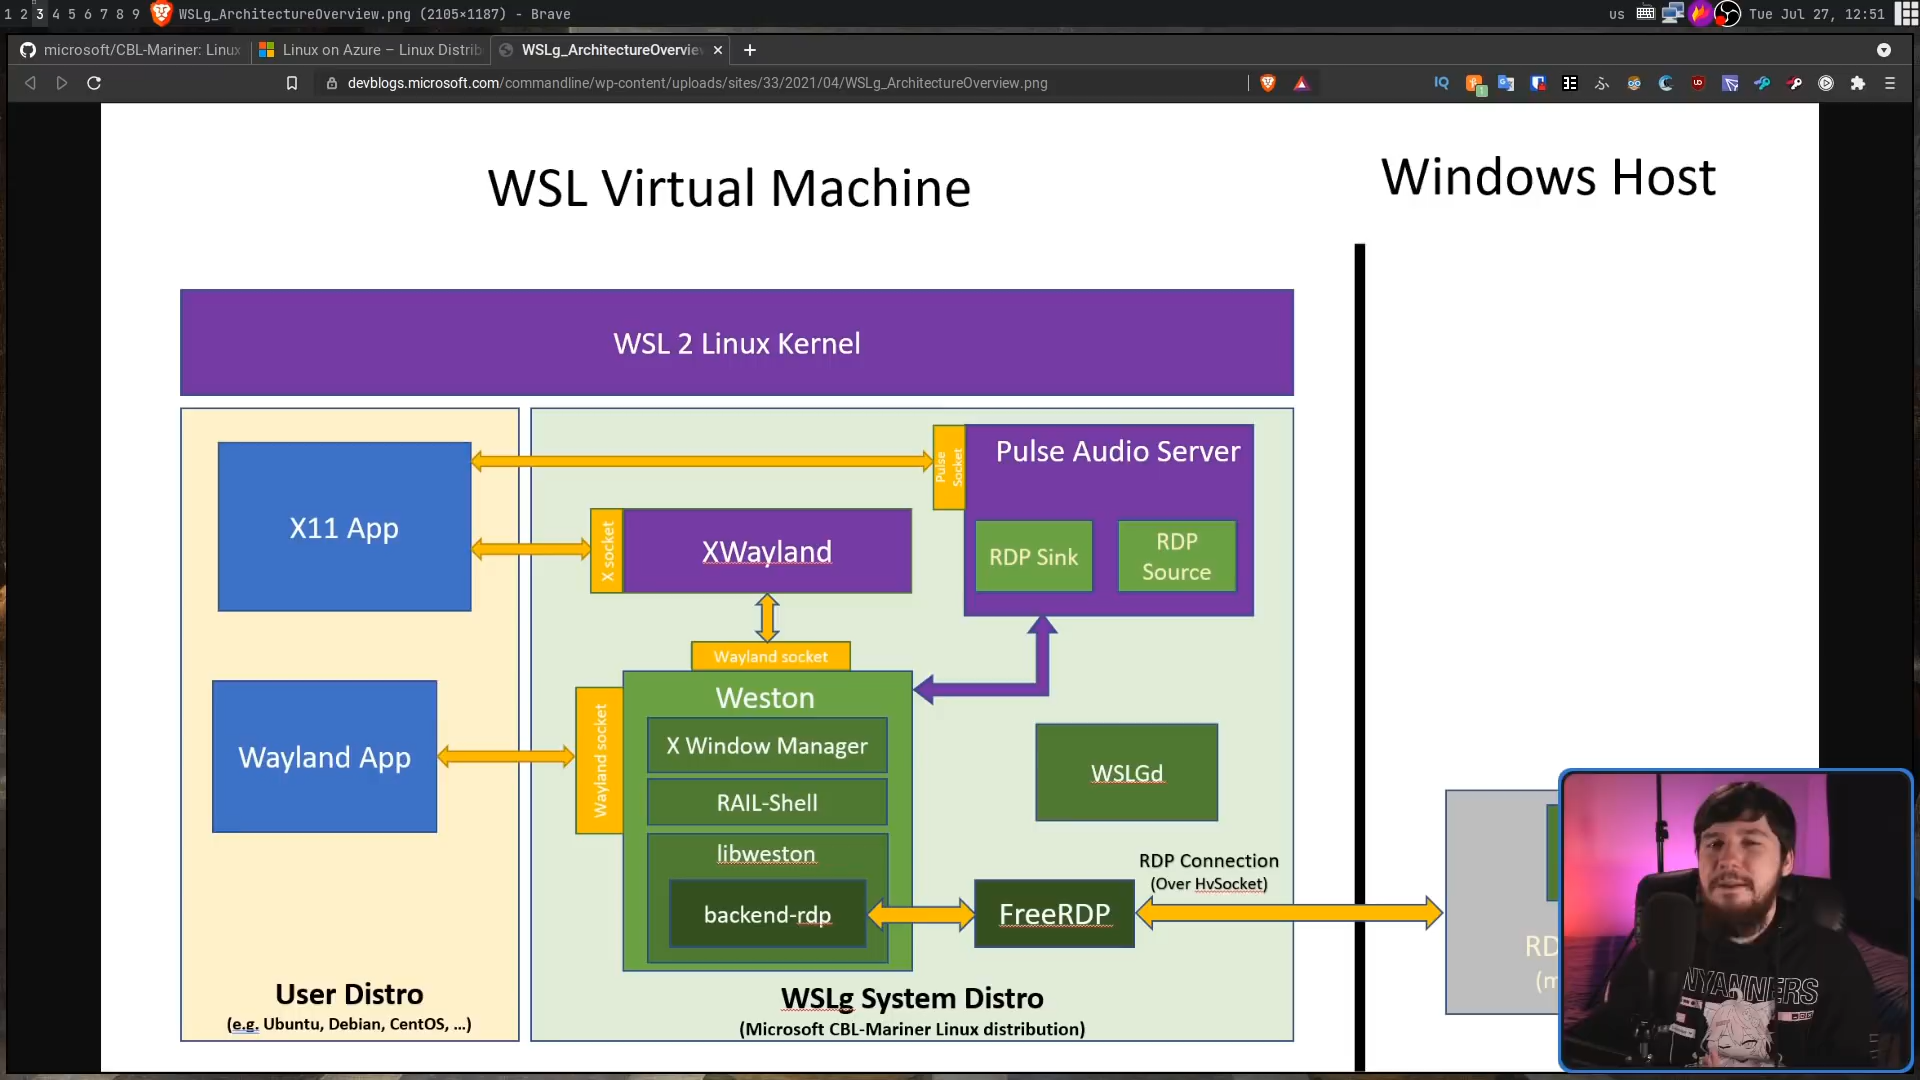 1 2 3 4 5 6 7 8 9 WSLg_ArchitectureOverview.png (2105×1187) - Brave us Tue Jul 27, 12:51
microsoft/CBL-Mariner: Linux Linux on Azure – Linux Distrib WSLg_ArchitectureOvervie
devblogs.microsoft.com/commandline/wp-content/uploads/sites/33/2021/04/WSLg_ArchitectureOverview.png
WSL Virtual Machine
Windows Host
WSL 2 Linux Kernel
Pulse
Socket
Pulse Audio Server
X11 App
X socket
XWayland
RDP Sink
RDP
Source
Wayland socket
Weston
Wayland App
Wayland socket
X Window Manager
RAIL-Shell
WSLGd
libweston
backend-rdp
FreeRDP
RDP Connection
(Over HvSocket)
RD
(m
User Distro
(e.g. Ubuntu, Debian, CentOS, ...)
WSLg System Distro
(Microsoft CBL-Mariner Linux distribution)
NYANNERS